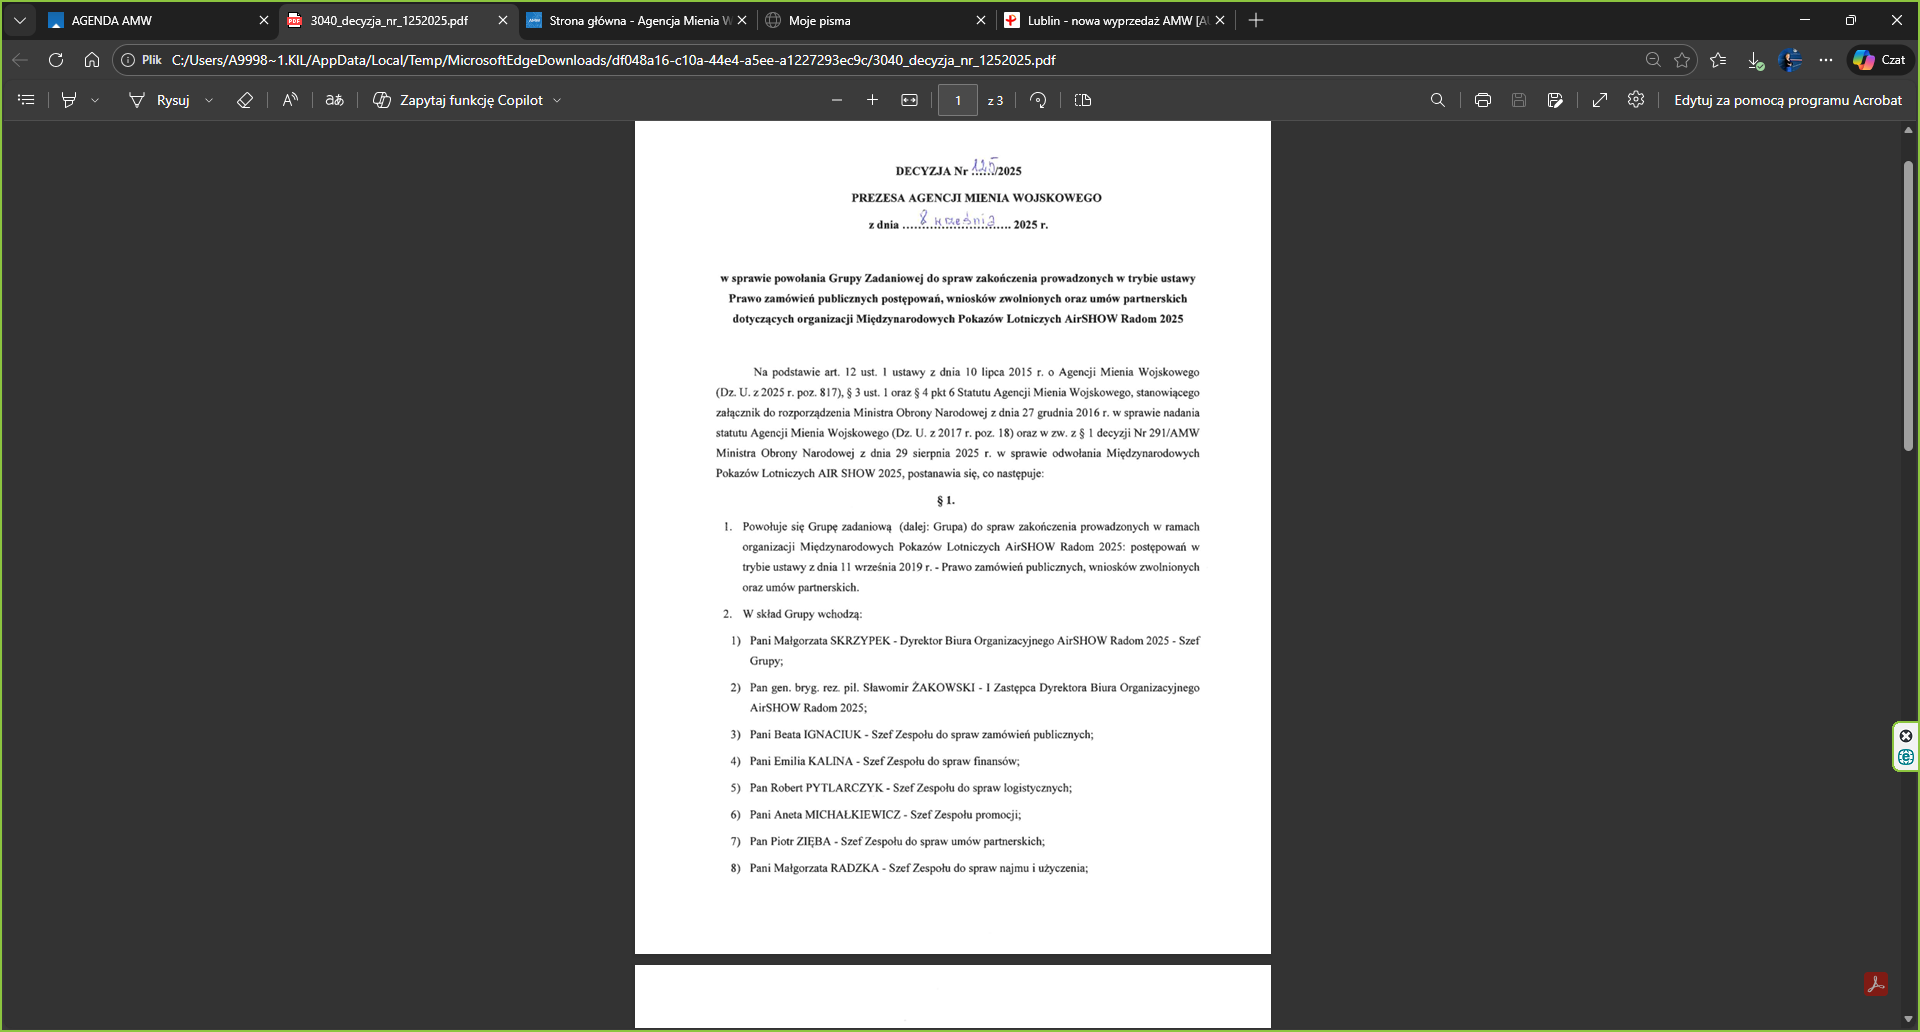 AGENDA AMW
3040_decyzja_nr_1252025.pdf
Strona główna - Agencja Mienia W
Moje pisma
Lublin - nowa wyprzedaż AMW [A
Plik C:/Users/A9998~1.KIL/AppData/Local/Temp/MicrosoftEdgeDownloads/df048a16-c10a-44e4-a5ee-a1227293ec9c/3040_decyzja_nr_1252025.pdf
Czat
Rysuj
Zapytaj funkcję Copilot
1 z 3
Edytuj za pomocą programu Acrobat
DECYZJA Nr 125/2025
PREZESA AGENCJI MIENIA WOJSKOWEGO
z dnia 8 września 2025 r.
w sprawie powołania Grupy Zadaniowej do spraw zakończenia prowadzonych w trybie ustawy
Prawo zamówień publicznych postępowań, wniosków zwolnionych oraz umów partnerskich
dotyczących organizacji Międzynarodowych Pokazów Lotniczych AirSHOW Radom 2025
Na podstawie art. 12 ust. 1 ustawy z dnia 10 lipca 2015 r. o Agencji Mienia Wojskowego
(Dz. U. z 2025 r. poz. 817), § 3 ust. 1 oraz § 4 pkt 6 Statutu Agencji Mienia Wojskowego, stanowiącego
załącznik do rozporządzenia Ministra Obrony Narodowej z dnia 27 grudnia 2016 r. w sprawie nadania
statutu Agencji Mienia Wojskowego (Dz. U. z 2017 r. poz. 18) oraz w zw. z § 1 decyzji Nr 291/AMW
Ministra Obrony Narodowej z dnia 29 sierpnia 2025 r. w sprawie odwołania Międzynarodowych
Pokazów Lotniczych AIR SHOW 2025, postanawia się, co następuje:
§ 1.
1. Powołuje się Grupę zadaniową (dalej: Grupa) do spraw zakończenia prowadzonych w ramach
organizacji Międzynarodowych Pokazów Lotniczych AirSHOW Radom 2025: postępowań w
trybie ustawy z dnia 11 września 2019 r. - Prawo zamówień publicznych, wniosków zwolnionych
oraz umów partnerskich.
2. W skład Grupy wchodzą:
1) Pani Małgorzata SKRZYPEK - Dyrektor Biura Organizacyjnego AirSHOW Radom 2025 - Szef
Grupy;
2) Pan gen. bryg. rez. pil. Sławomir ŻAKOWSKI - I Zastępca Dyrektora Biura Organizacyjnego
AirSHOW Radom 2025;
3) Pani Beata IGNACIUK - Szef Zespołu do spraw zamówień publicznych;
4) Pani Emilia KALINA - Szef Zespołu do spraw finansów;
5) Pan Robert PYTLARCZYK - Szef Zespołu do spraw logistycznych;
6) Pani Aneta MICHAŁKIEWICZ - Szef Zespołu promocji;
7) Pan Piotr ZIĘBA - Szef Zespołu do spraw umów partnerskich;
8) Pani Małgorzata RADZKA - Szef Zespołu do spraw najmu i użyczenia;